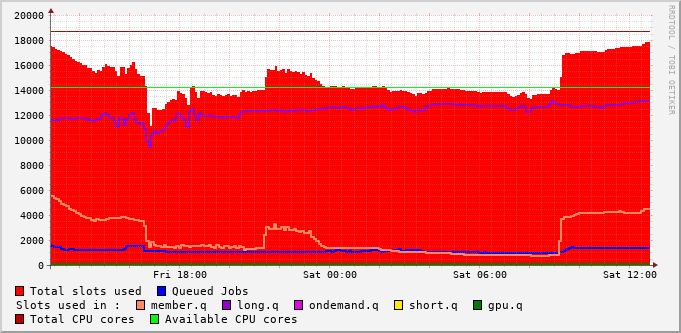 20000
18000
16000
14000
12000
10000
8000
6000
4000
2000
0
Fri 18:00 Sat 00:00 Sat 06:00 Sat 12:00
Total slots used Queued Jobs
Slots used in : member.q long.q ondemand.q short.q gpu.q
Total CPU cores Available CPU cores
RRDTOOL / TOBI OETIKER